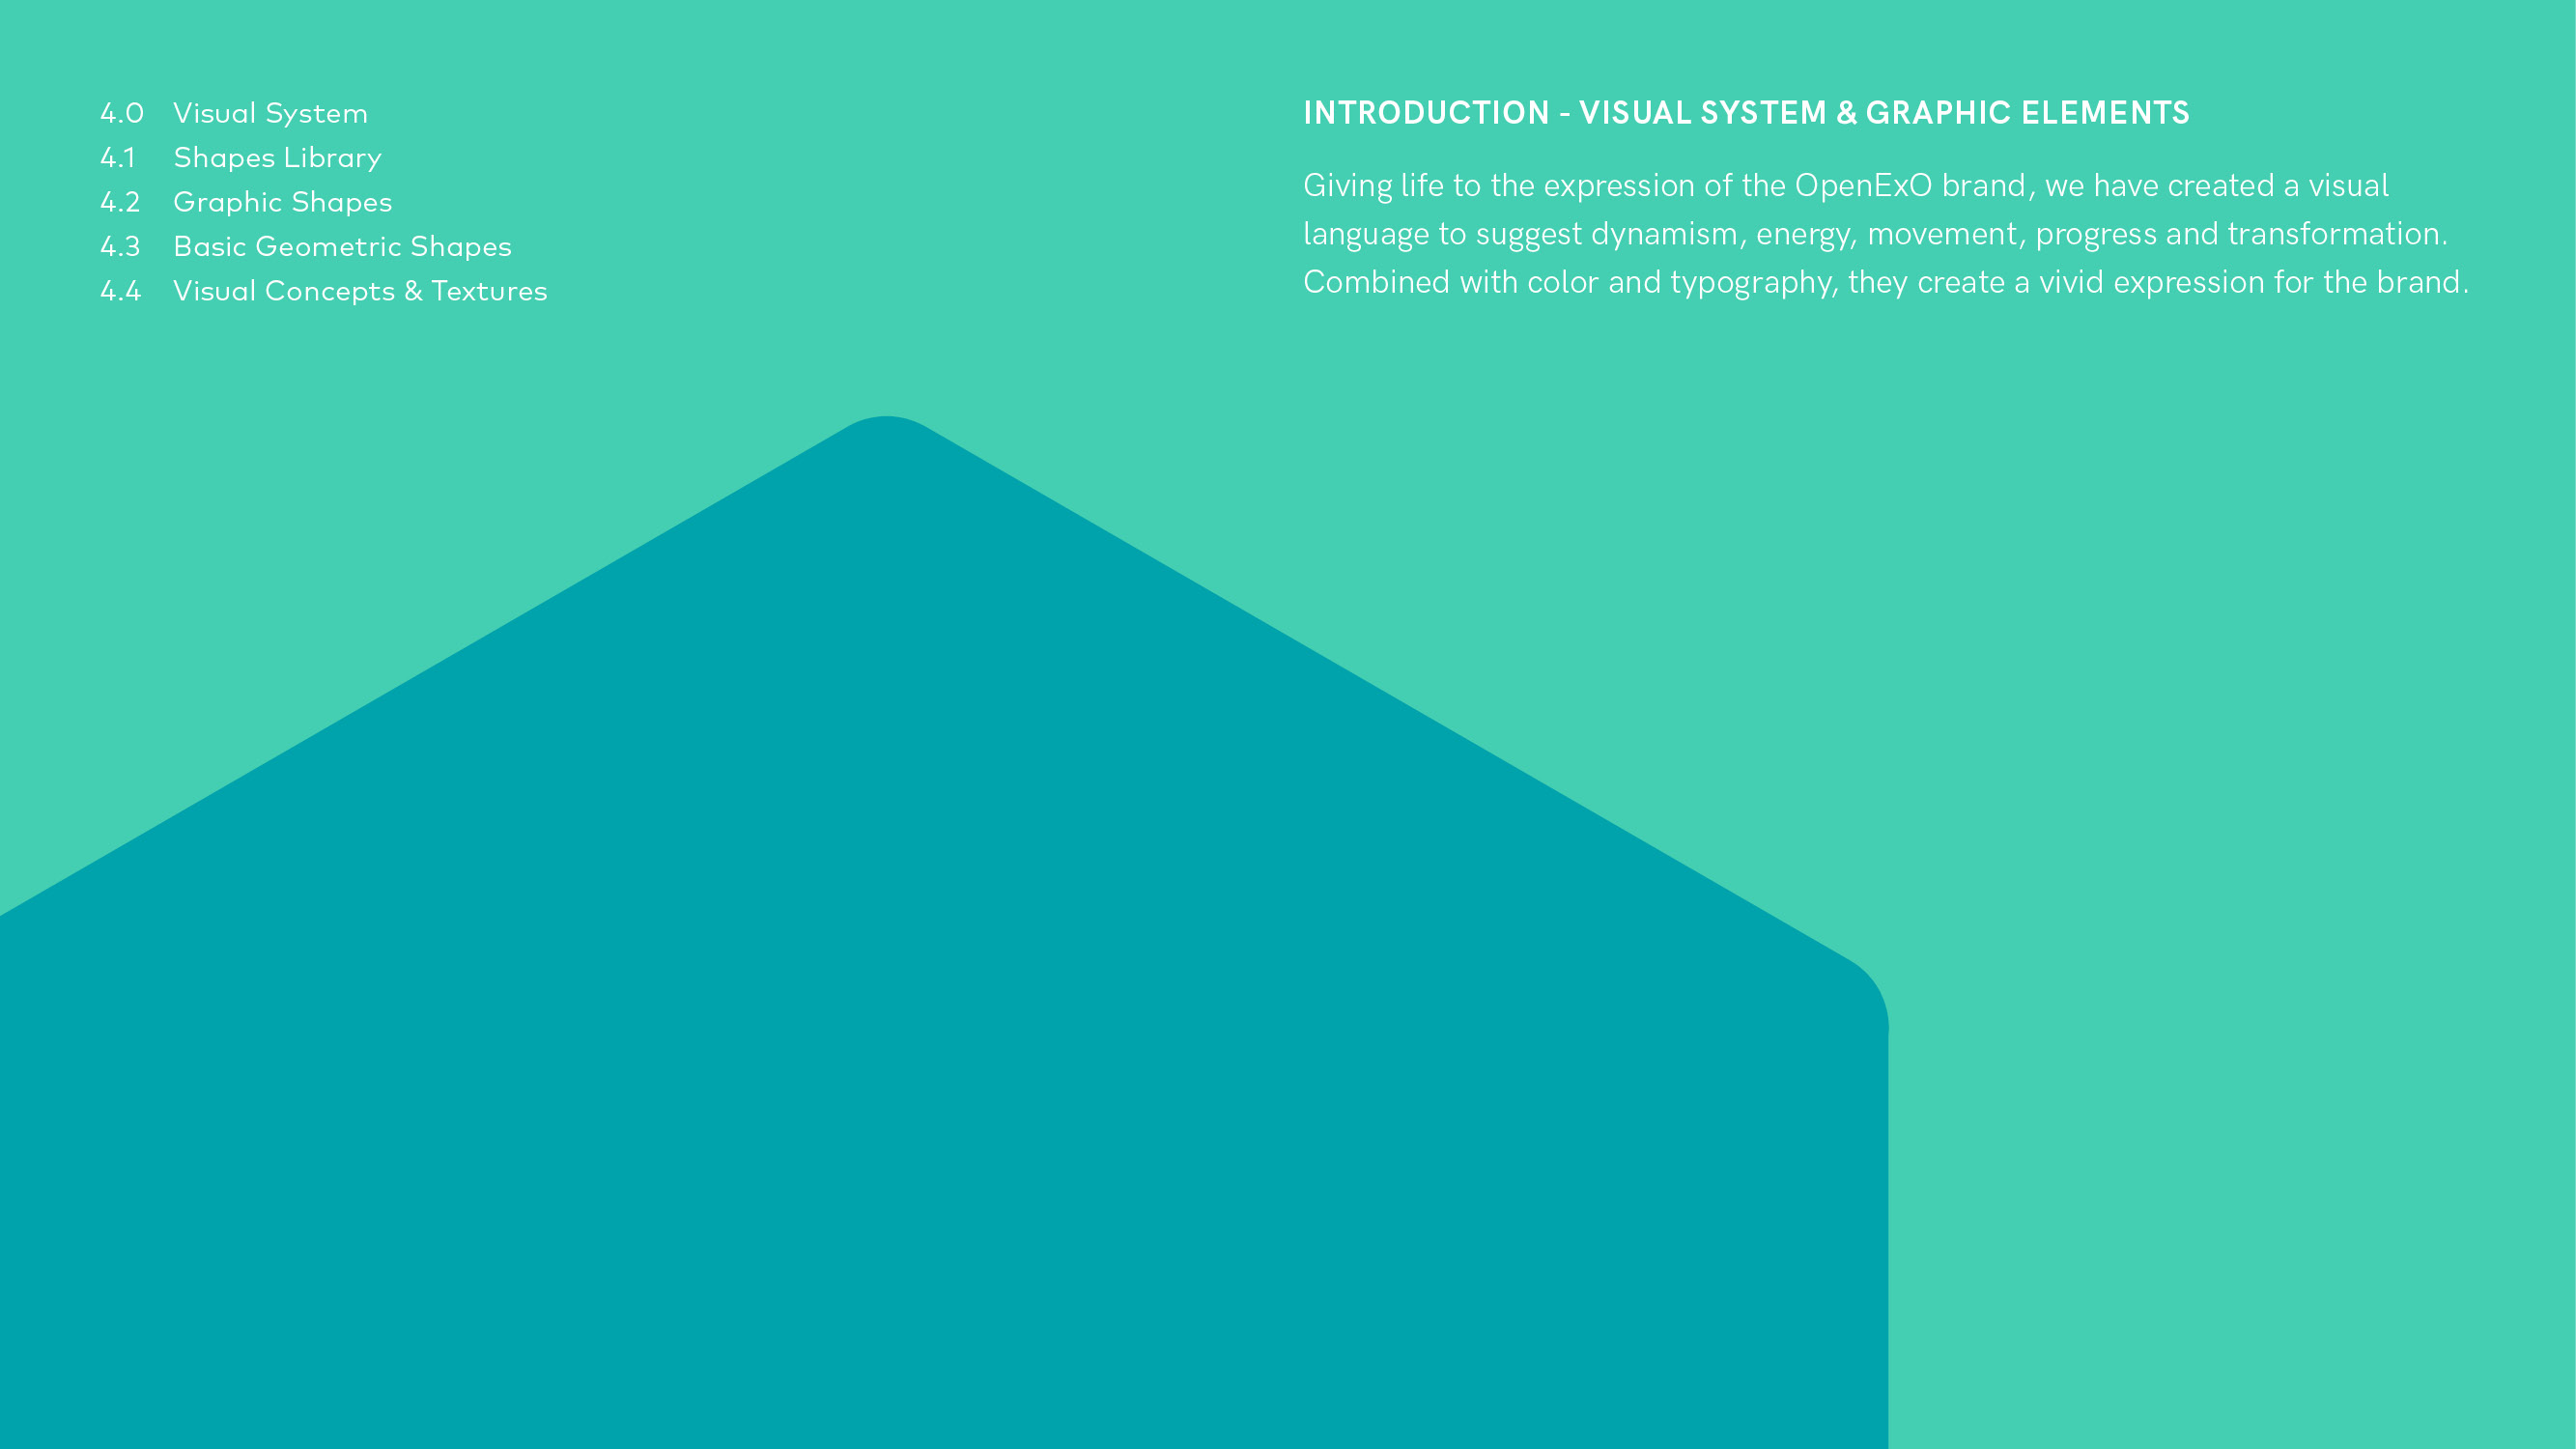 4.0 Visual System
4.1 Shapes Library
4.2 Graphic Shapes
4.3 Basic Geometric Shapes
4.4 Visual Concepts & Textures
INTRODUCTION - VISUAL SYSTEM & GRAPHIC ELEMENTS
Giving life to the expression of the OpenExO brand, we have created a visual
language to suggest dynamism, energy, movement, progress and transformation.
Combined with color and typography, they create a vivid expression for the brand.